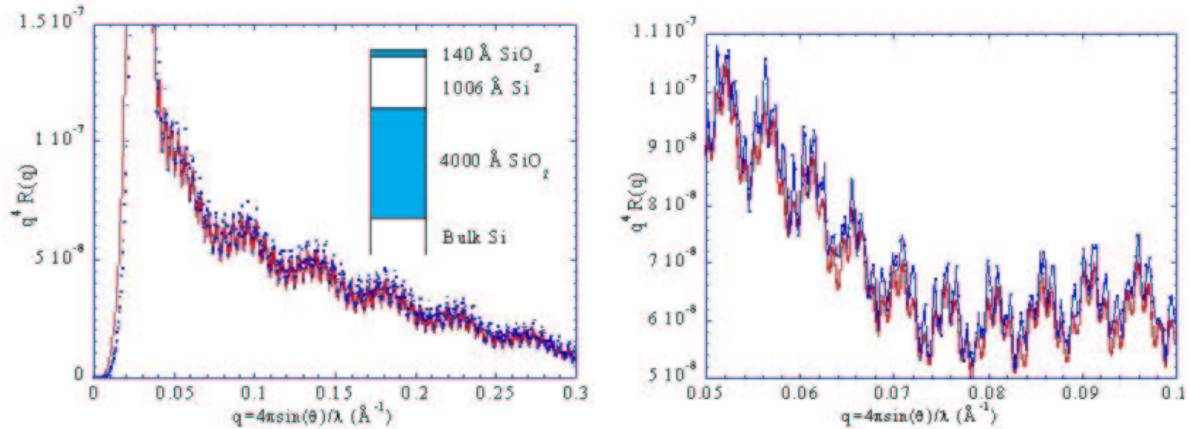 1.5 10⁻⁷
1 10⁻⁷
5 10⁻⁸
0
q⁴ R(q)
140 Å SiO₂
1006 Å Si
4000 Å SiO₂
Bulk Si
0 0.05 0.1 0.15 0.2 0.25 0.3
q=4πsin(θ)/λ (Å⁻¹)
1.1 10⁻⁷
1 10⁻⁷
9 10⁻⁸
8 10⁻⁸
7 10⁻⁸
6 10⁻⁸
5 10⁻⁸
q⁴ R(q)
0.05 0.06 0.07 0.08 0.09 0.1
q=4πsin(θ)/λ (Å⁻¹)